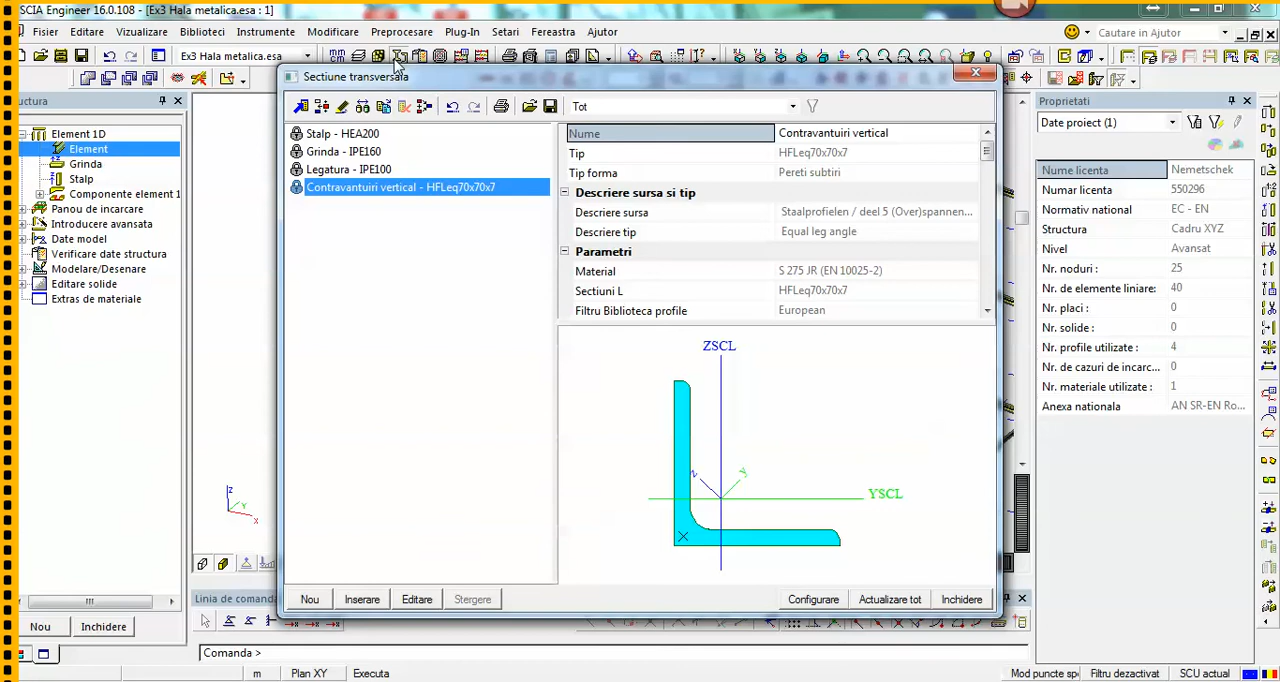 SCIA Engineer 16.0.108 - [Ex3 Hala metalica.esa : 1]
Fisier Editare Vizualizare Biblioteci Instrumente Modificare Preprocesare Plug-In Setari Fereastra Ajutor Cautare in Ajutor
Ex3 Hala metalica.esa
uctura
Element 1D
Element
Grinda
Stalp
Componente element 1
Panou de incarcare
Introducere avansata
Date model
Verificare date structura
Modelare/Desenare
Editare solide
Extras de materiale
Nou Inchidere
Sectiune transversala
Tot
Stalp - HEA200
Grinda - IPE160
Legatura - IPE100
Contravantuiri vertical - HFLeq70x70x7
Nume Contravantuiri vertical
Tip HFLeq70x70x7
Tip forma Pereti subtiri
Descriere sursa si tip
Descriere sursa Staalprofielen / deel 5 (Over)spannen...
Descriere tip Equal leg angle
Parametri
Material S 275 JR (EN 10025-2)
Sectiuni L HFLeq70x70x7
Filtru Biblioteca profile European
ZSCL
z y
YSCL
Nou Inserare Editare Stergere Configurare Actualizare tot Inchidere
Proprietati
Date proiect (1)
Nume licenta Nemetschek
Numar licenta 550296
Normativ national EC - EN
Structura Cadru XYZ
Nivel Avansat
Nr. noduri : 25
Nr. de elemente liniare: 40
Nr. placi : 0
Nr. solide : 0
Nr. profile utilizate : 4
Nr. de cazuri de incarc... 0
Nr. materiale utilizate : 1
Anexa nationala AN SR-EN Ro...
Z Y X
Linia de comanda
Comanda >
m Plan XY Executa Mod puncte sp Filtru dezactivat SCU actual